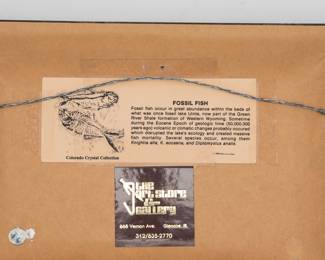 FOSSIL FISH
Fossil fish occur in great abundance within the beds of
what was once fossil lake Uinta, now part of the Green
River Shale formation of Western Wyoming. Sometime
during the Eocene Epoch of geologic time (50,000,000
years ago) volcanic or climatic changes probably occurred
which disrupted the lake's ecology and created massive
fish mortality. Several species occur, among them
Knightia alta, K. eocaena, and Diplomystus analis.
Colorado Crystal Collection
the
Art Store
& Gallery
668 Vernon Ave. Glencoe, Ill.
312/835-2770